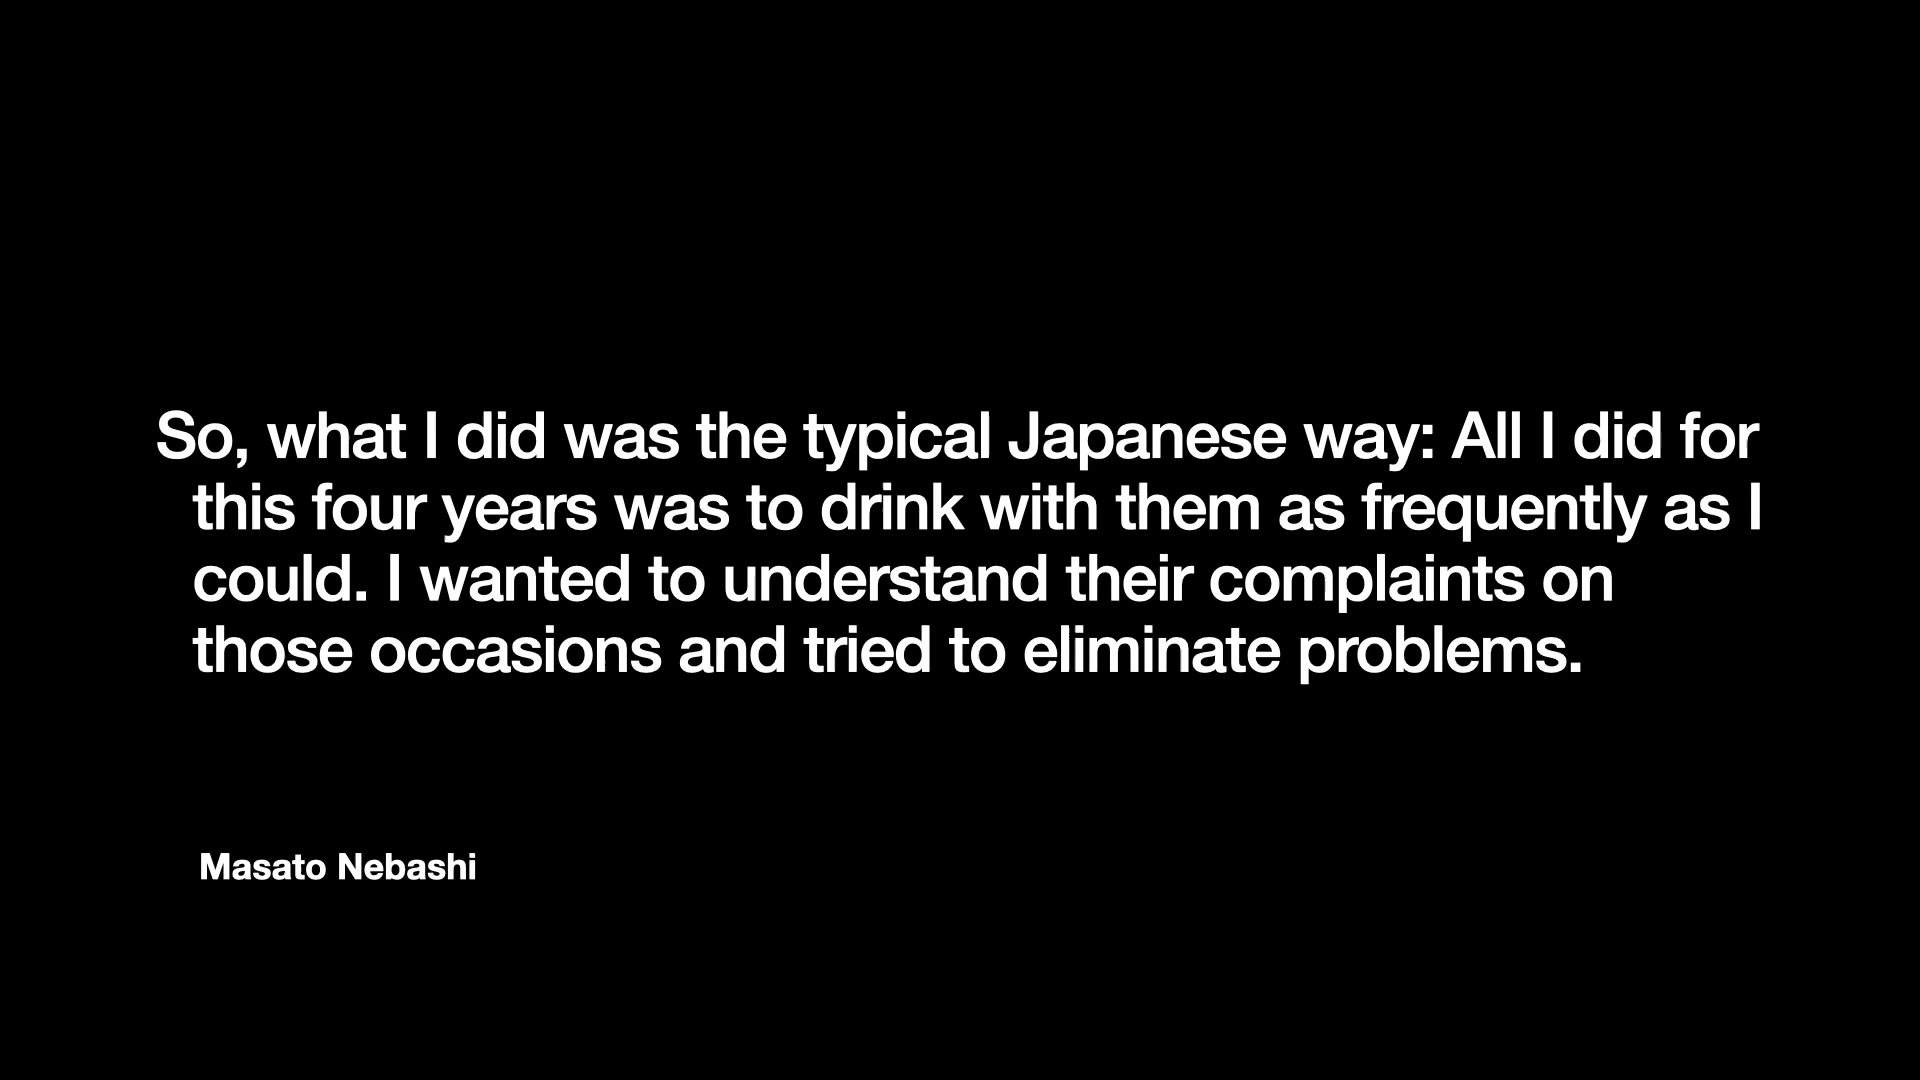 So, what I did was the typical Japanese way: All I did for
this four years was to drink with them as frequently as I
could. I wanted to understand their complaints on
those occasions and tried to eliminate problems.
Masato Nebashi